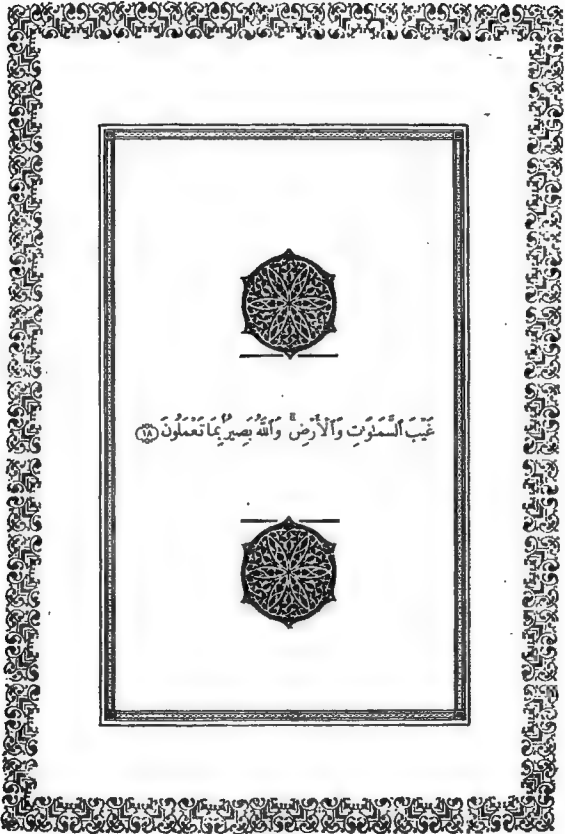 غَيْبَ ٱلسَّمَٰوَٰتِ وَٱلْأَرْضِ ۚ وَٱللَّهُ بَصِيرٌۢ بِمَا تَعْمَلُونَ ۝١٨